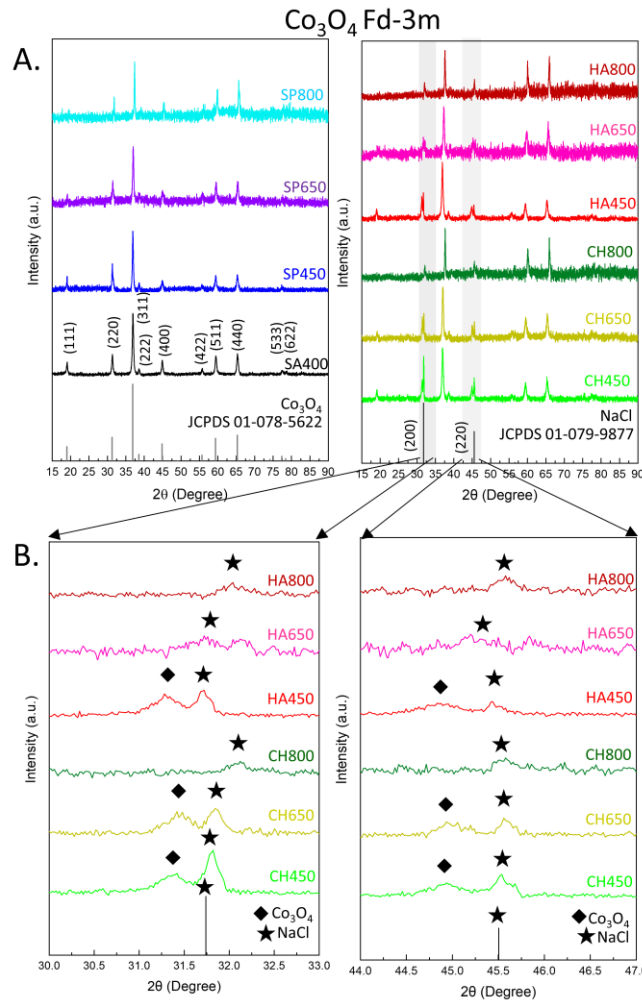 Co₃O₄ Fd-3m
A.
SP800
SP650
SP450
(111)
(220)
(311)
(222)
(400)
(422)
(511)
(440)
(533)
(622)
SA400
Co₃O₄
JCPDS 01-078-5622
Intensity (a.u.)
15 20 25 30 35 40 45 50 55 60 65 70 75 80 85 90
2θ (Degree)
HA800
HA650
HA450
CH800
CH650
CH450
NaCl
JCPDS 01-079-9877
(200)
(220)
Intensity (a.u.)
15 20 25 30 35 40 45 50 55 60 65 70 75 80 85 90
2θ (Degree)
B.
HA800
HA650
HA450
CH800
CH650
CH450
Co₃O₄
NaCl
Intensity (a.u.)
30.0 30.5 31.0 31.5 32.0 32.5 33.0
2θ (Degree)
HA800
HA650
HA450
CH800
CH650
CH450
Co₃O₄
NaCl
Intensity (a.u.)
44.0 44.5 45.0 45.5 46.0 46.5 47.0
2θ (Degree)